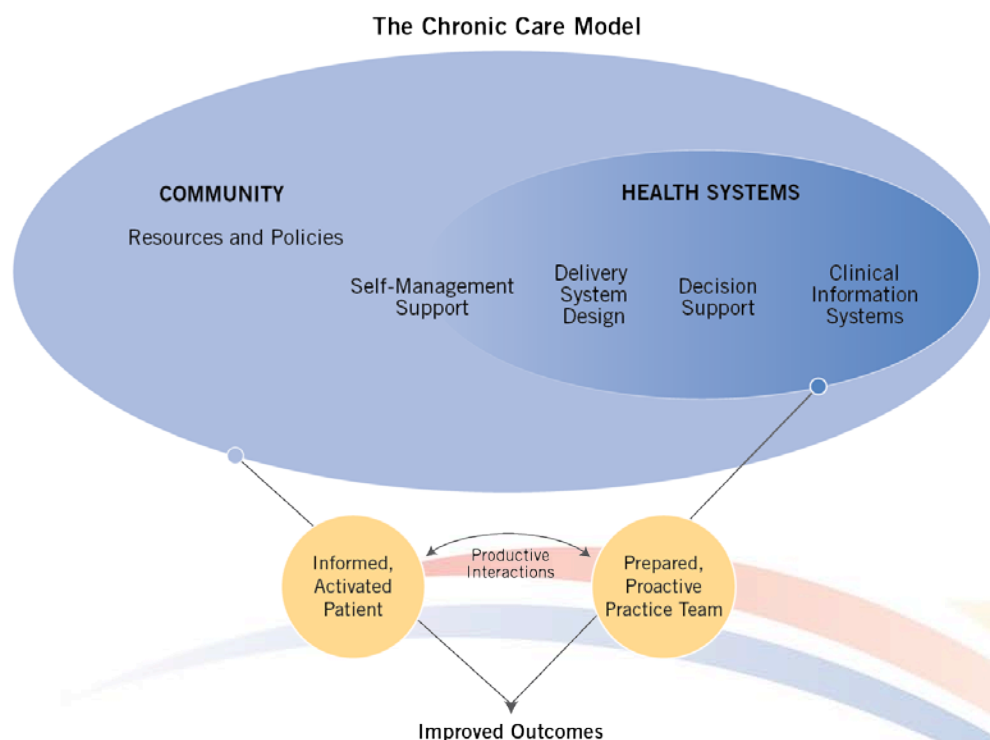 The Chronic Care Model
COMMUNITY
Resources and Policies
HEALTH SYSTEMS
Self-Management
Support
Delivery
System
Design
Decision
Support
Clinical
Information
Systems
Informed,
Activated
Patient
Productive
Interactions
Prepared,
Proactive
Practice Team
Improved Outcomes